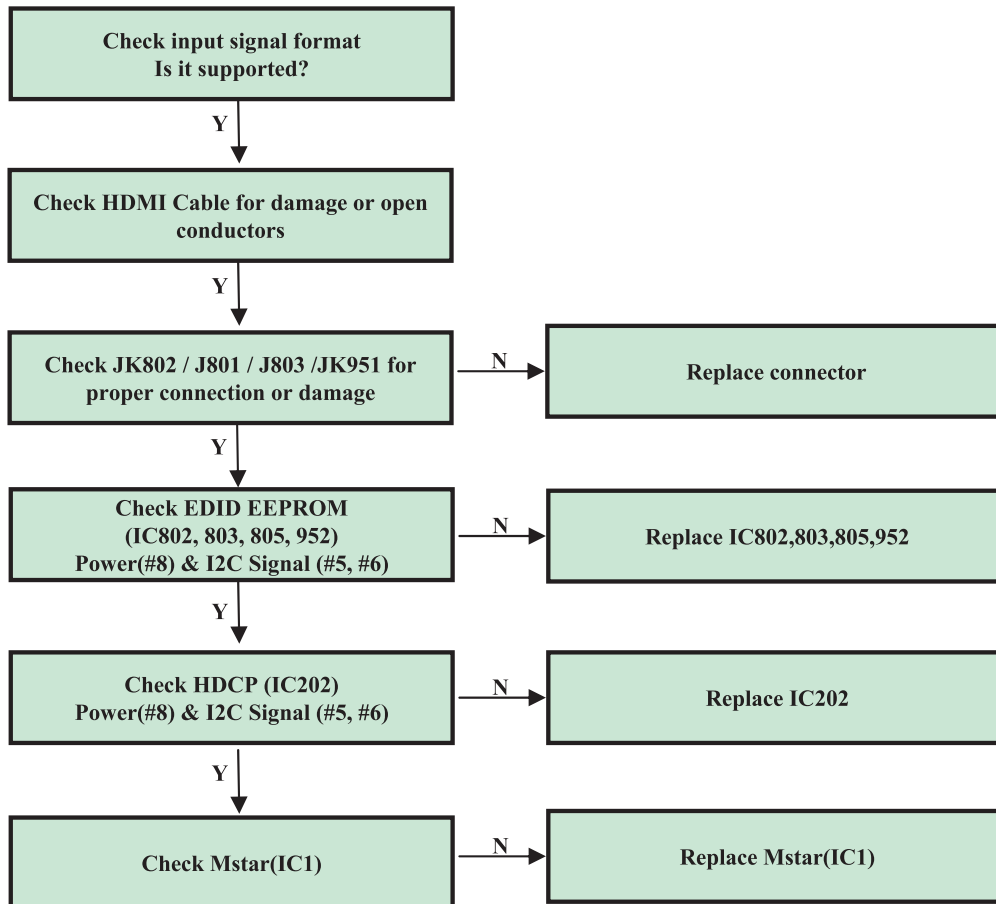 Check input signal format
Is it supported?
Y
Check HDMI Cable for damage or open
conductors
Y
Check JK802 / J801 / J803 /JK951 for
proper connection or damage
N
Replace connector
Y
Check EDID EEPROM
(IC802, 803, 805, 952)
Power(#8) & I2C Signal (#5, #6)
N
Replace IC802,803,805,952
Y
Check HDCP (IC202)
Power(#8) & I2C Signal (#5, #6)
N
Replace IC202
Y
Check Mstar(IC1)
N
Replace Mstar(IC1)